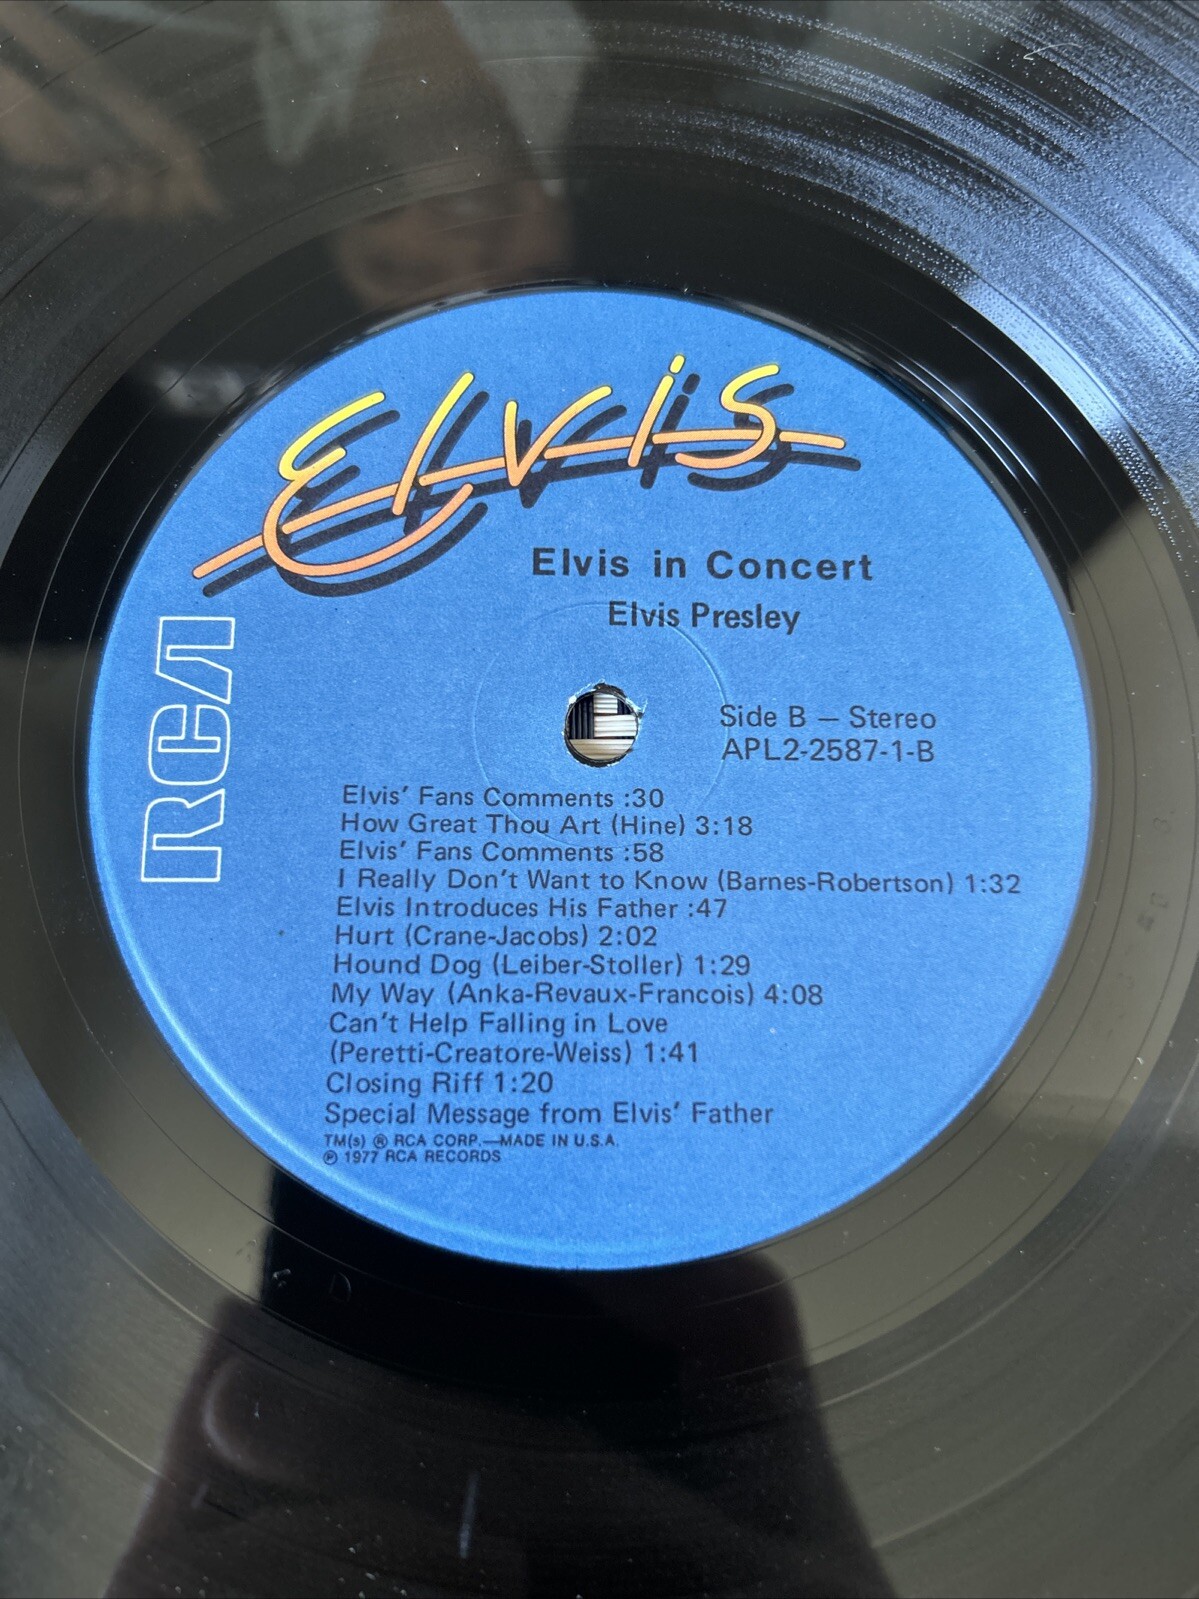 Elvis
Elvis in Concert
Elvis Presley
RCA
Side B — Stereo
APL2-2587-1-B
Elvis' Fans Comments :30
How Great Thou Art (Hine) 3:18
Elvis' Fans Comments :58
I Really Don't Want to Know (Barnes-Robertson) 1:32
Elvis Introduces His Father :47
Hurt (Crane-Jacobs) 2:02
Hound Dog (Leiber-Stoller) 1:29
My Way (Anka-Revaux-Francois) 4:08
Can't Help Falling in Love
(Peretti-Creatore-Weiss) 1:41
Closing Riff 1:20
Special Message from Elvis' Father
TM(s) ® RCA CORP.—MADE IN U.S.A.
℗ 1977 RCA RECORDS